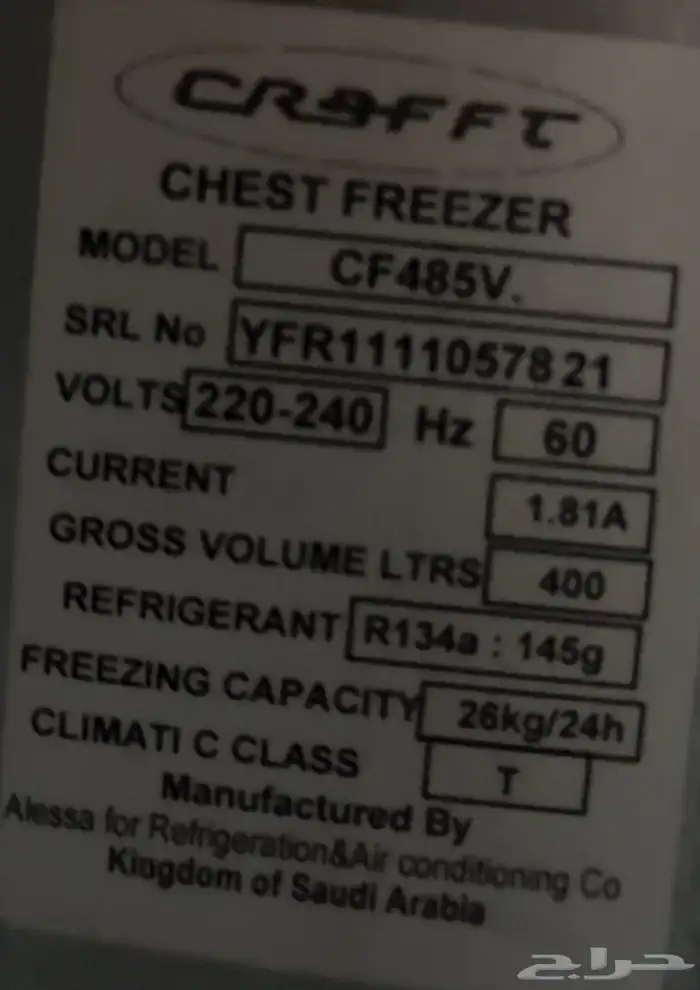 CRAFFT
CHEST FREEZER
MODEL CF485V.
SRL No YFR1111057821
VOLTS 220-240 Hz 60
CURRENT 1.81A
GROSS VOLUME LTRS 400
REFRIGERANT R134a : 145g
FREEZING CAPACITY 26kg/24h
CLIMATI C CLASS T
Manufactured By
Alessa for Refrigeration&Air conditioning Co
Kingdom of Saudi Arabia
حراج